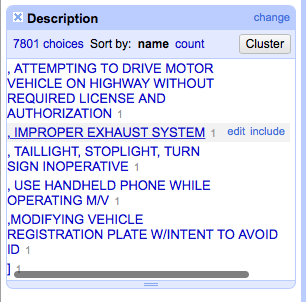 Description change
7801 choices Sort by: name count Cluster
, ATTEMPTING TO DRIVE MOTOR
VEHICLE ON HIGHWAY WITHOUT
REQUIRED LICENSE AND
AUTHORIZATION 1
, IMPROPER EXHAUST SYSTEM 1 edit include
, TAILLIGHT, STOPLIGHT, TURN
SIGN INOPERATIVE 1
, USE HANDHELD PHONE WHILE
OPERATING M/V 1
,MODIFYING VEHICLE
REGISTRATION PLATE W/INTENT TO AVOID
ID 1
] 1